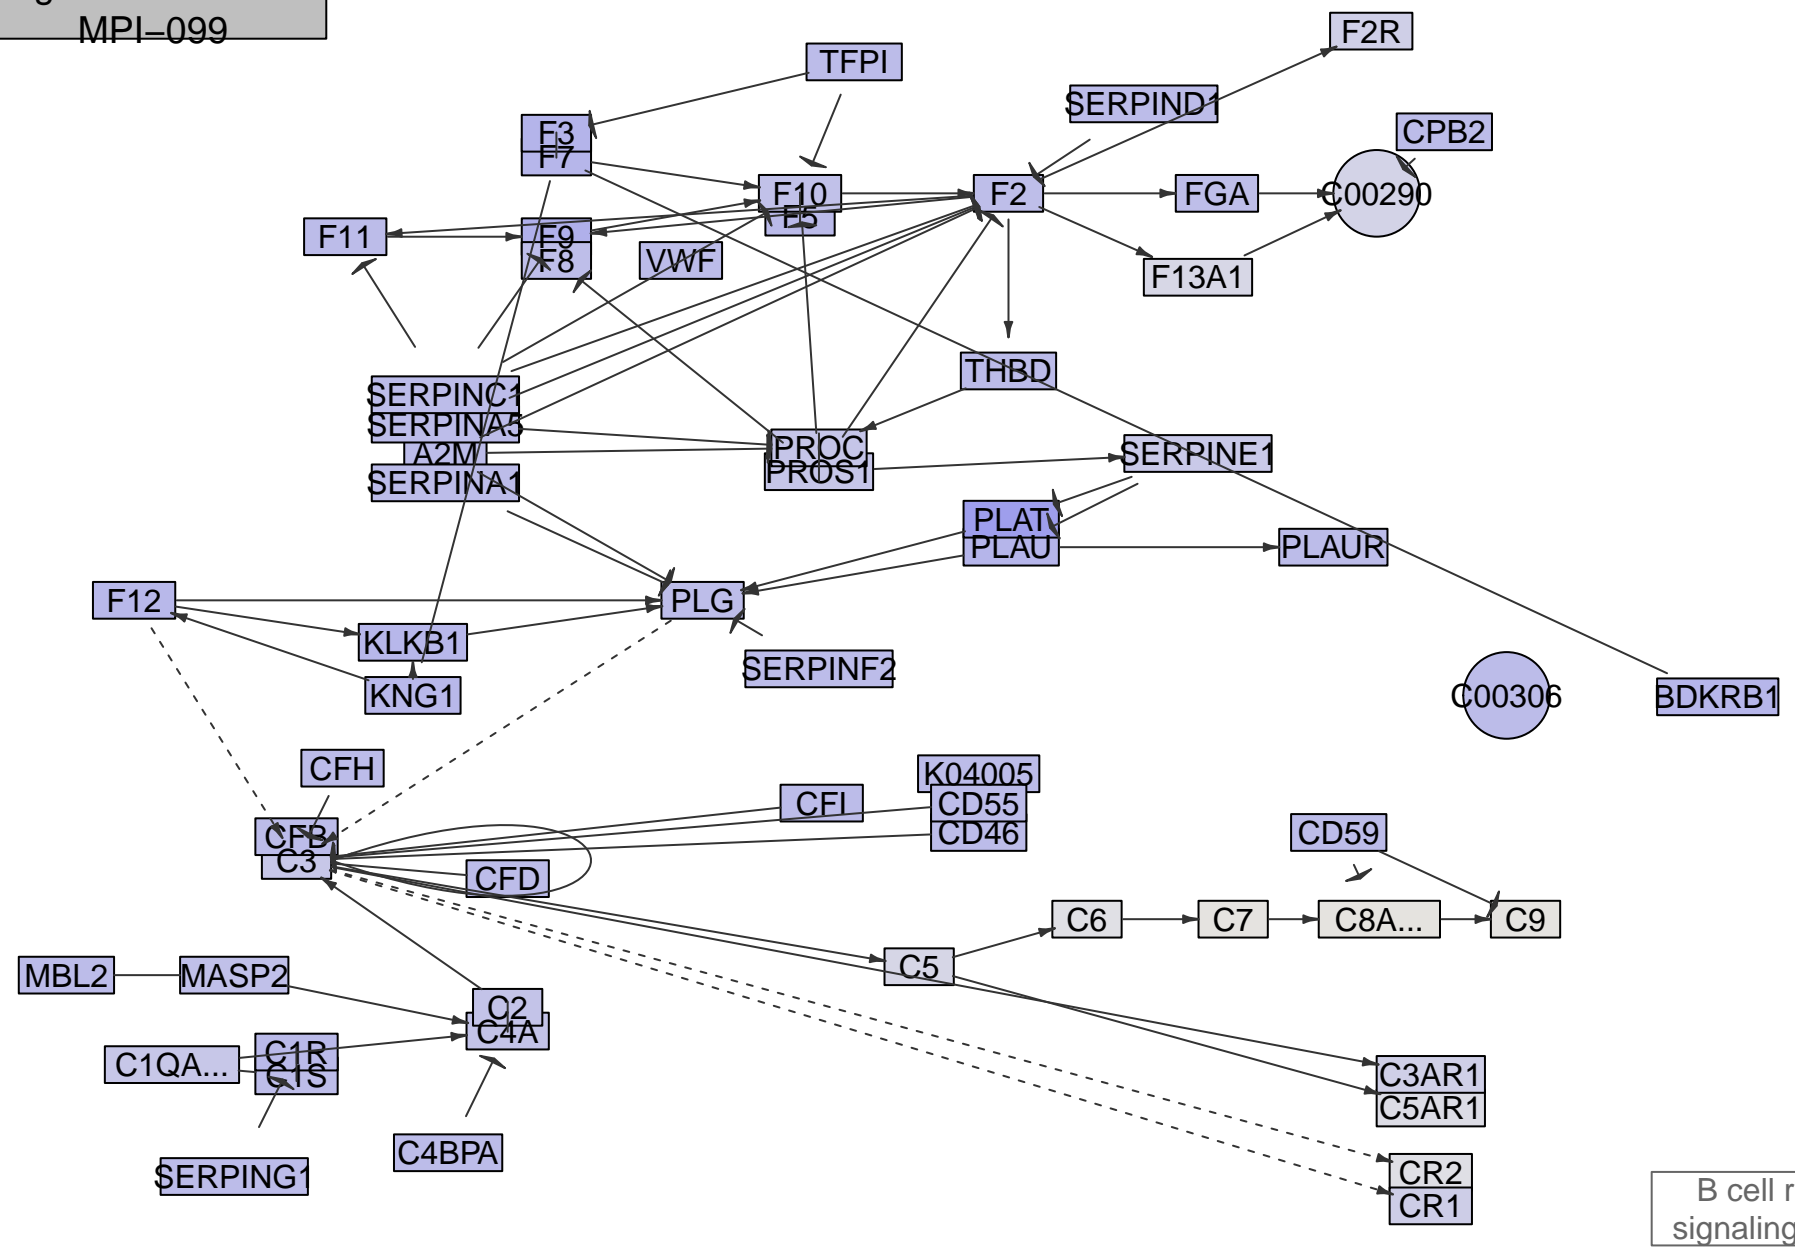 MPI–099
F2R
TFPI
SERPIND1
CPB2
F3
F7
F10
F5
F2
FGA
C00290
F11
F9
F8
VWF
F13A1
THBD
SERPINC1
SERPINA5
A2M
SERPINA1
PROC
PROS1
SERPINE1
PLAT
PLAU
PLAUR
F12
PLG
KLKB1
KNG1
SERPINF2
C00306
BDKRB1
CFH
K04005
CFI
CD55
CD46
CD59
CFB
C3
CFD
C6
C7
C8A...
C9
C5
MBL2
MASP2
C2
C4A
C1QA...
C1R
C1S
C3AR1
C5AR1
C4BPA
SERPING1
CR2
CR1
B cell r
signaling